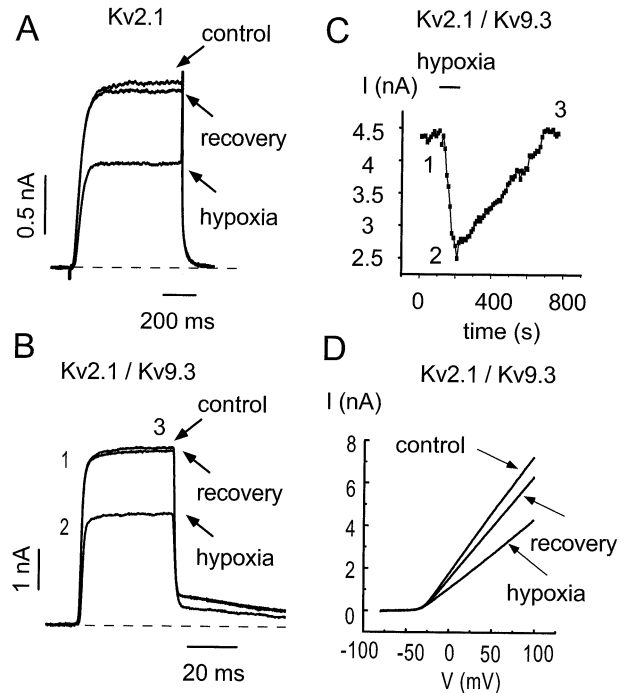 A
Kv2.1
control
recovery
hypoxia
0.5 nA
200 ms
B
Kv2.1 / Kv9.3
3
control
1
recovery
2
hypoxia
1 nA
20 ms
C
Kv2.1 / Kv9.3
hypoxia
I (nA)
3
4.5
1
4
3.5
3
2
2.5
0 400 800
time (s)
D
Kv2.1 / Kv9.3
I (nA)
8
control
6
4
recovery
2
hypoxia
0
-100 -50 0 50 100
V (mV)